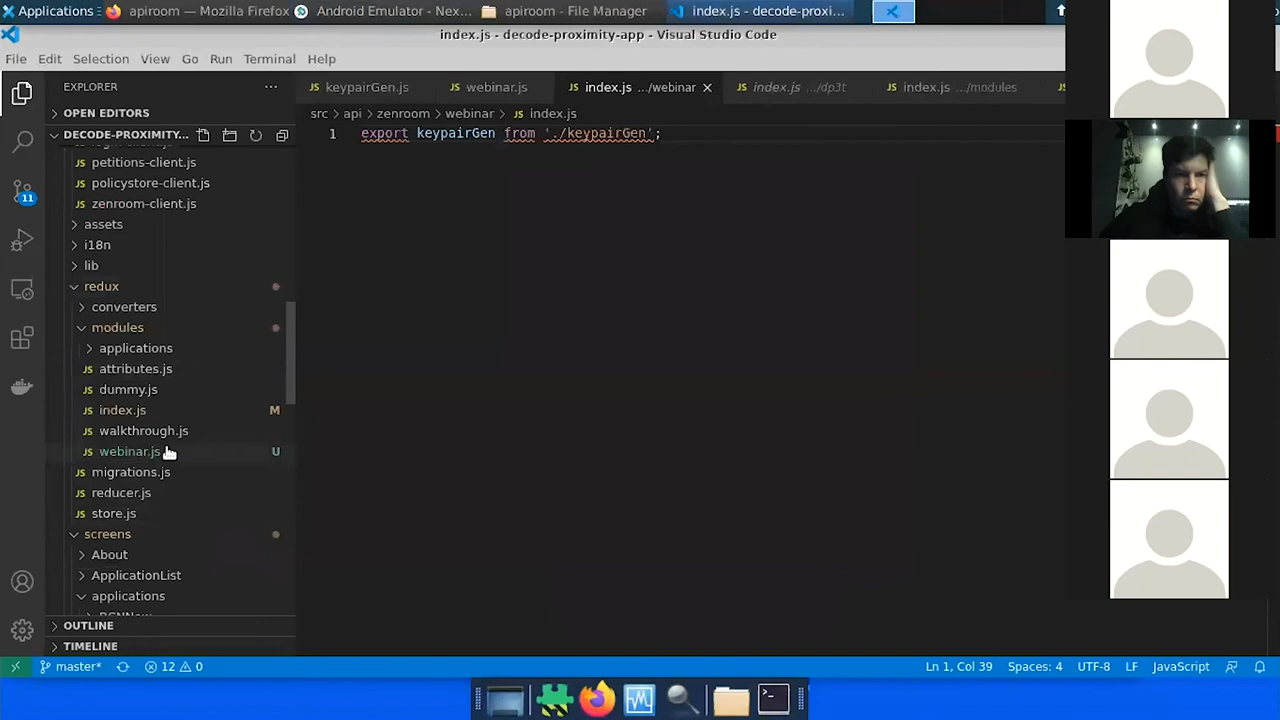 Applications
apiroom — Mozilla Firefox
Android Emulator - Nex...
apiroom - File Manager
index.js - decode-proxi...
index.js - decode-proximity-app - Visual Studio Code
File Edit Selection View Go Run Terminal Help
EXPLORER ...
keypairGen.js
webinar.js
index.js .../webinar
index.js .../dp3t
index.js .../modules
JS
OPEN EDITORS
src > api > zenroom > webinar > JS index.js
DECODE-PROXIMITY...
1 export keypairGen from './keypairGen';
petitions-client.js
policystore-client.js
zenroom-client.js
assets
i18n
lib
redux
converters
modules
applications
attributes.js
dummy.js
index.js M
walkthrough.js
webinar.js U
migrations.js
reducer.js
store.js
screens
About
ApplicationList
applications
OUTLINE
TIMELINE
11
master* 12 0
Ln 1, Col 39 Spaces: 4 UTF-8 LF JavaScript